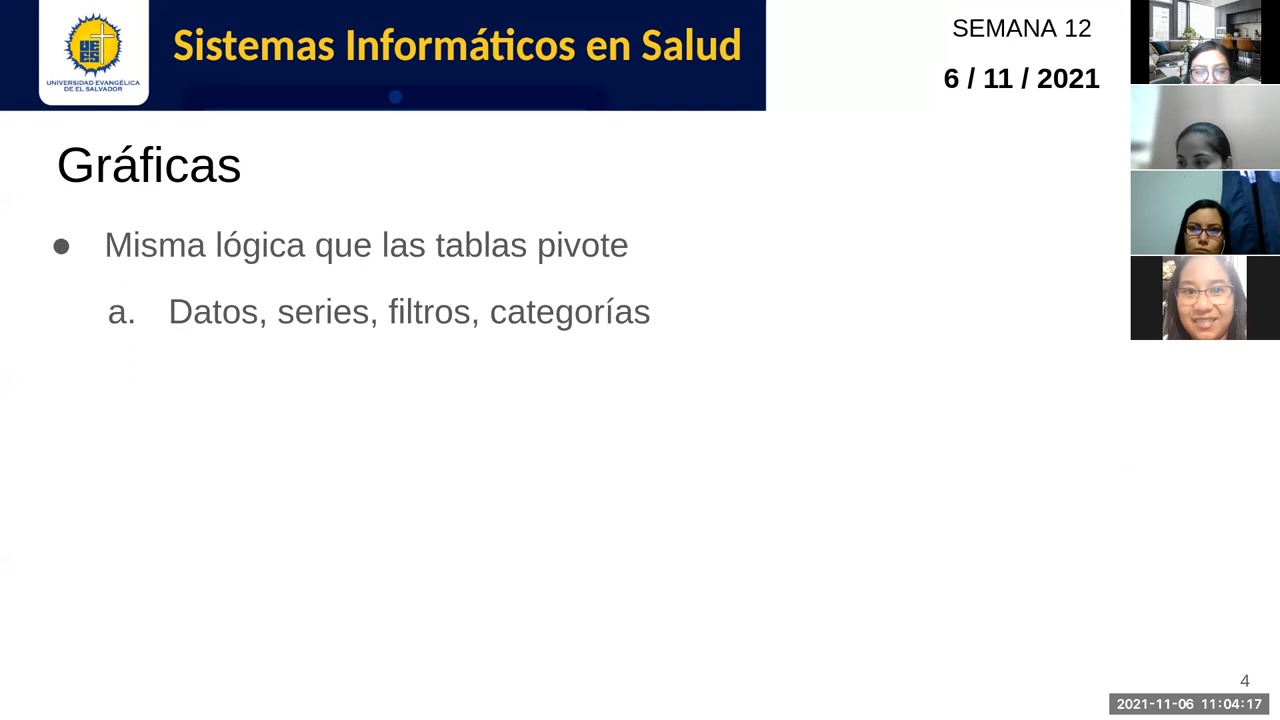 UNIVERSIDAD EVANGÉLICA
DE EL SALVADOR
Sistemas Informáticos en Salud
SEMANA 12
6 / 11 / 2021
Gráficas
● Misma lógica que las tablas pivote
a. Datos, series, filtros, categorías
4
2021-11-06 11:04:17